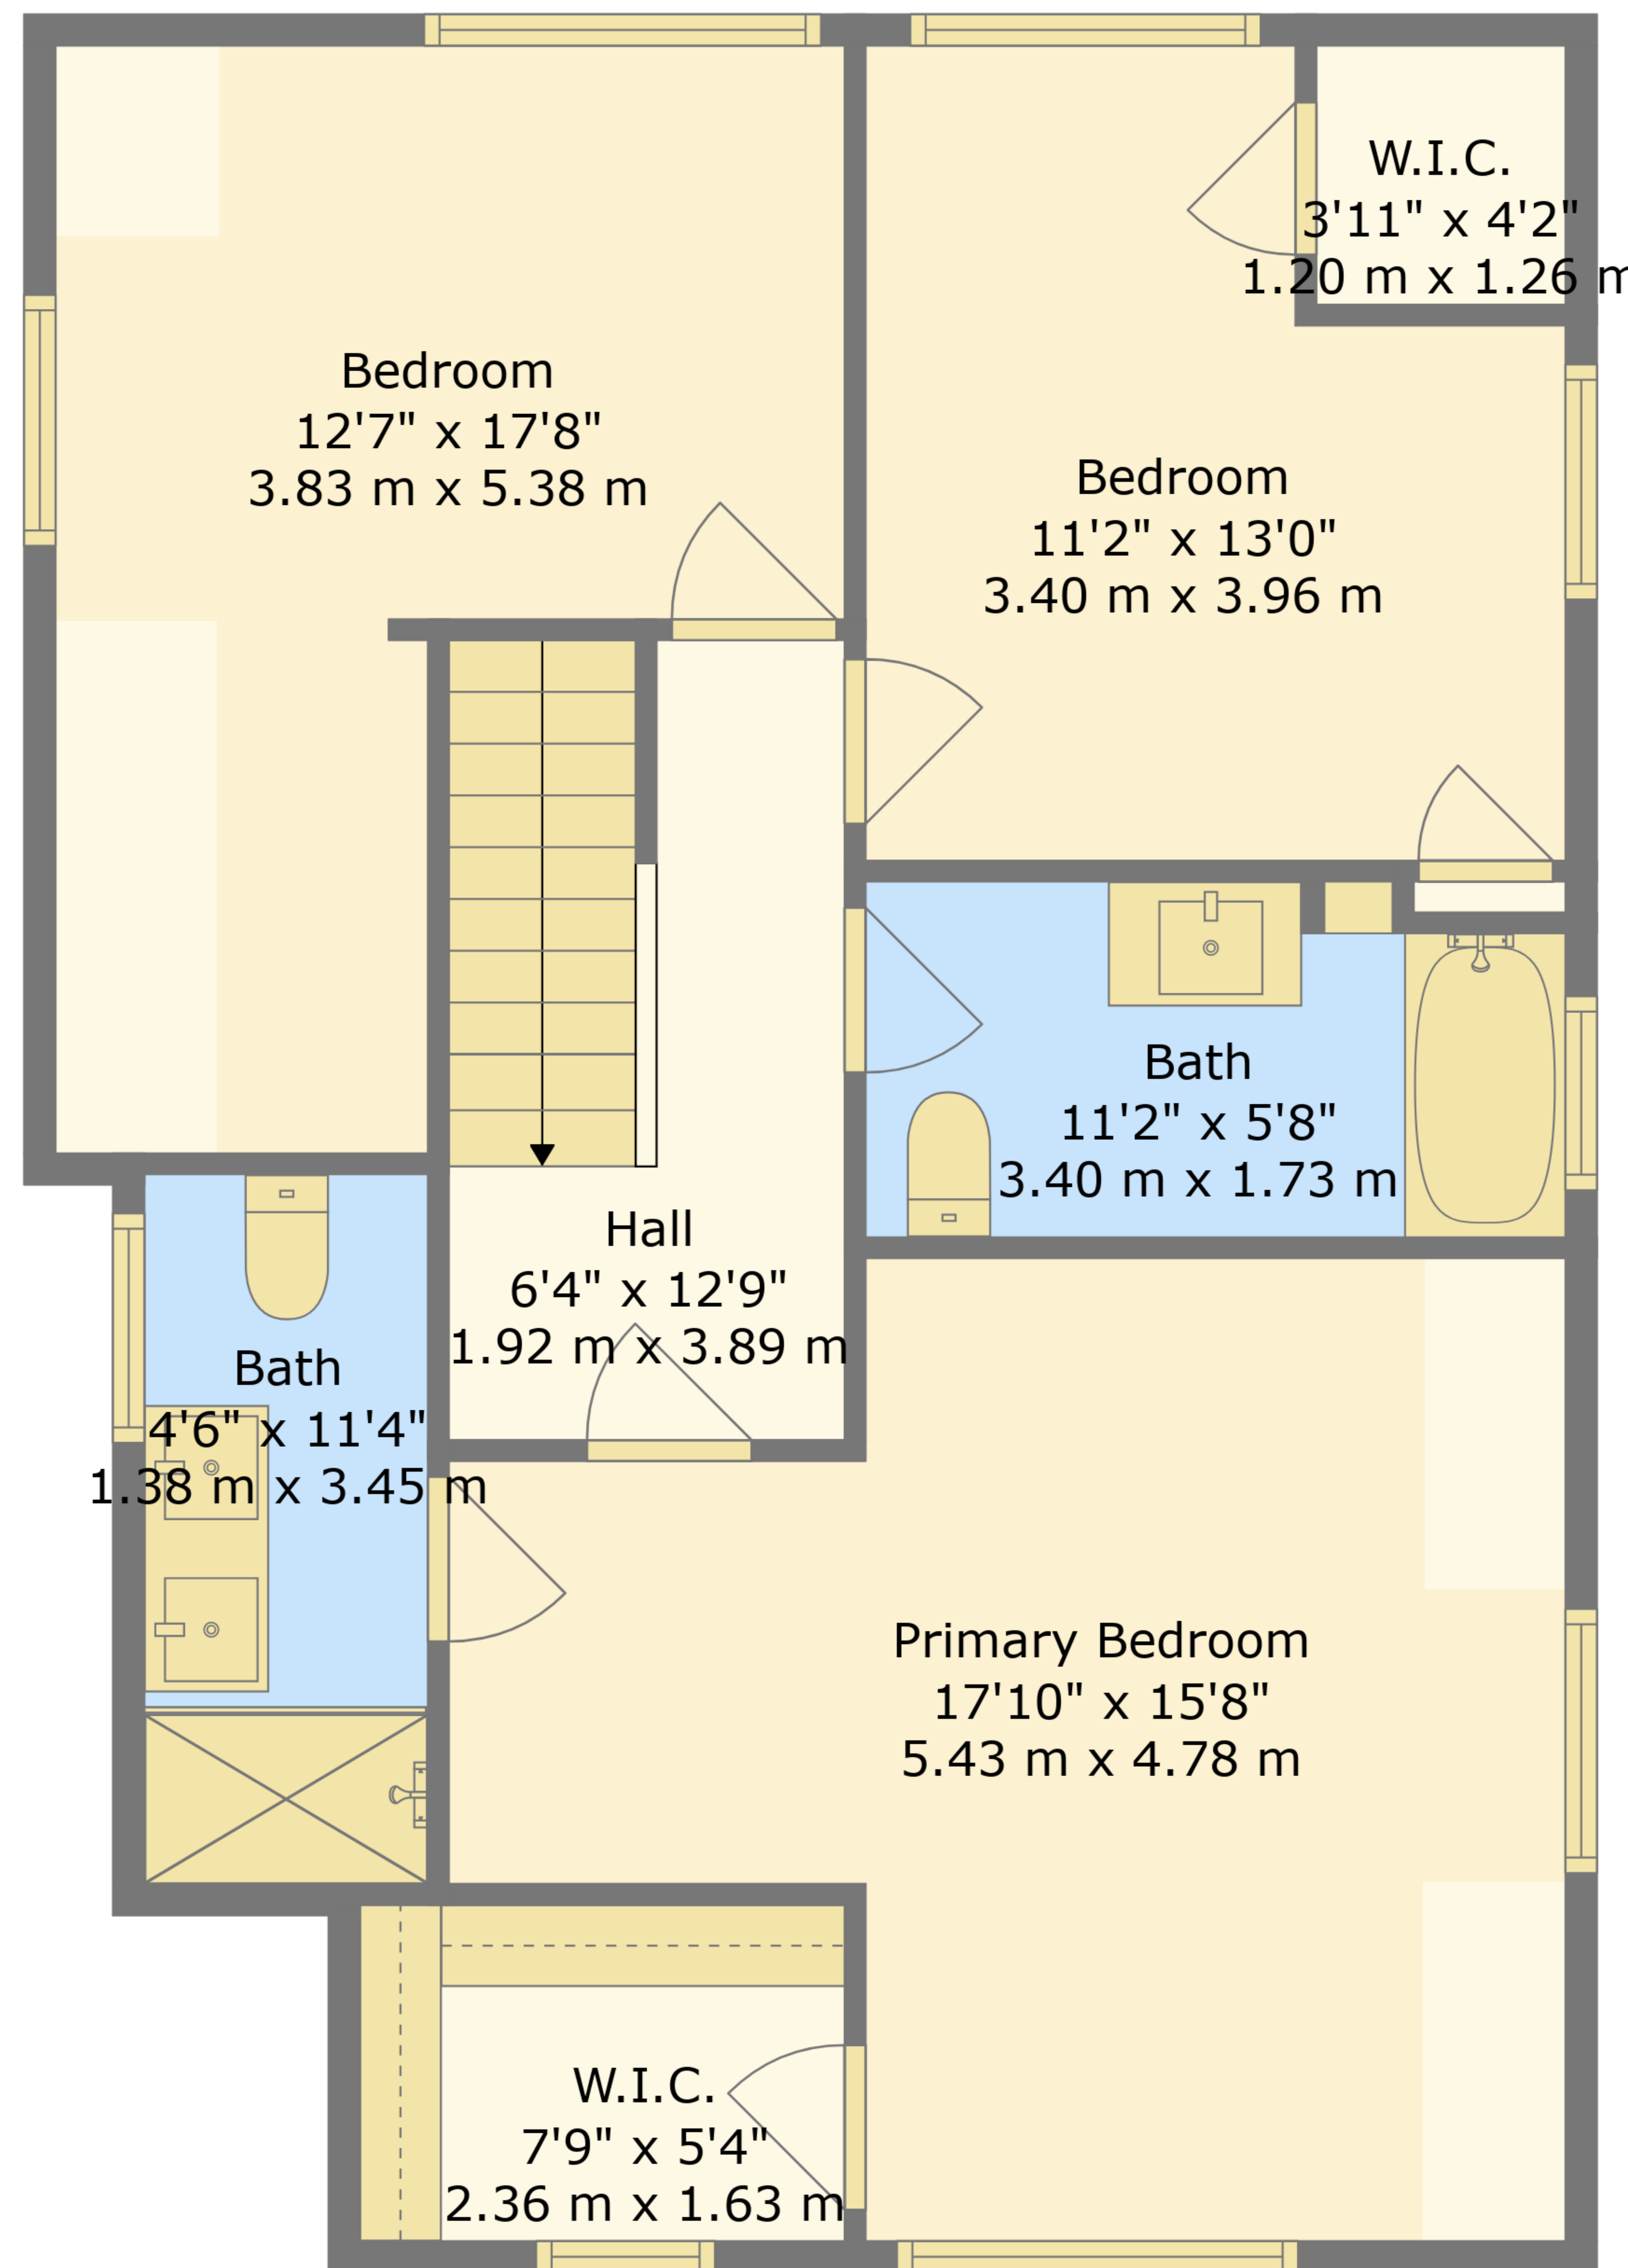 W.I.C.
3'11" x 4'2"
1.20 m x 1.26 m
Bedroom
12'7" x 17'8"
3.83 m x 5.38 m
Bedroom
11'2" x 13'0"
3.40 m x 3.96 m
Bath
11'2" x 5'8"
3.40 m x 1.73 m
Hall
6'4" x 12'9"
1.92 m x 3.89 m
Bath
4'6" x 11'4"
1.38 m x 3.45 m
Primary Bedroom
17'10" x 15'8"
5.43 m x 4.78 m
W.I.C.
7'9" x 5'4"
2.36 m x 1.63 m